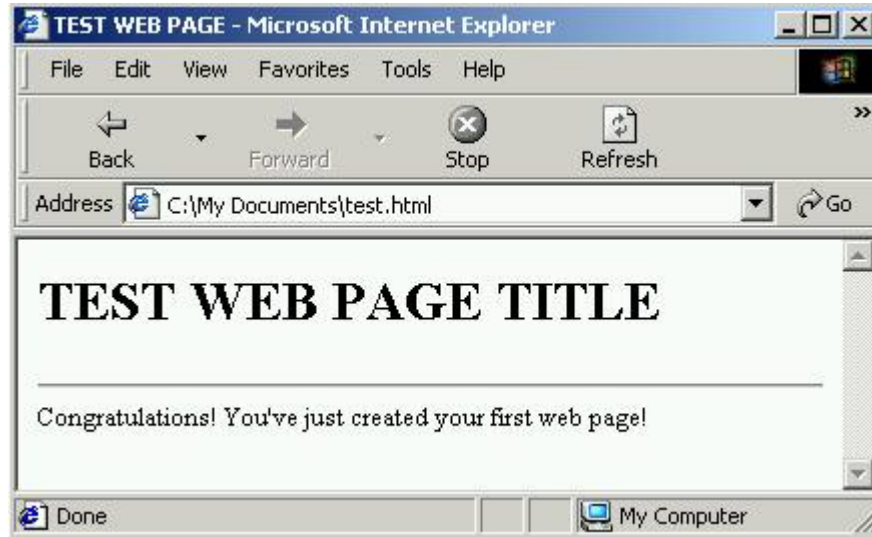 TEST WEB PAGE - Microsoft Internet Explorer
File Edit View Favorites Tools Help
Back Forward Stop Refresh »
Address C:\My Documents\test.html Go
TEST WEB PAGE TITLE
Congratulations! You've just created your first web page!
Done My Computer